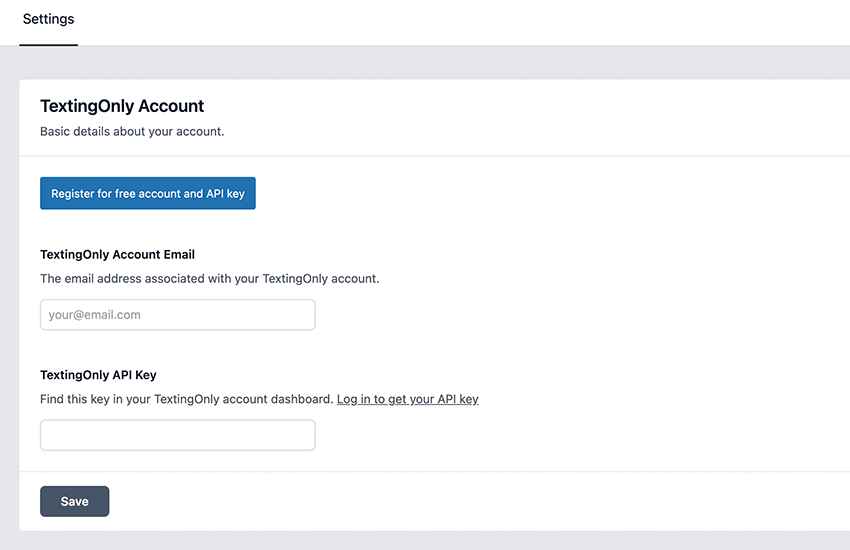 Settings
TextingOnly Account
Basic details about your account.
Register for free account and API key
TextingOnly Account Email
The email address associated with your TextingOnly account.
your@email.com
TextingOnly API Key
Find this key in your TextingOnly account dashboard. Log in to get your API key
Save